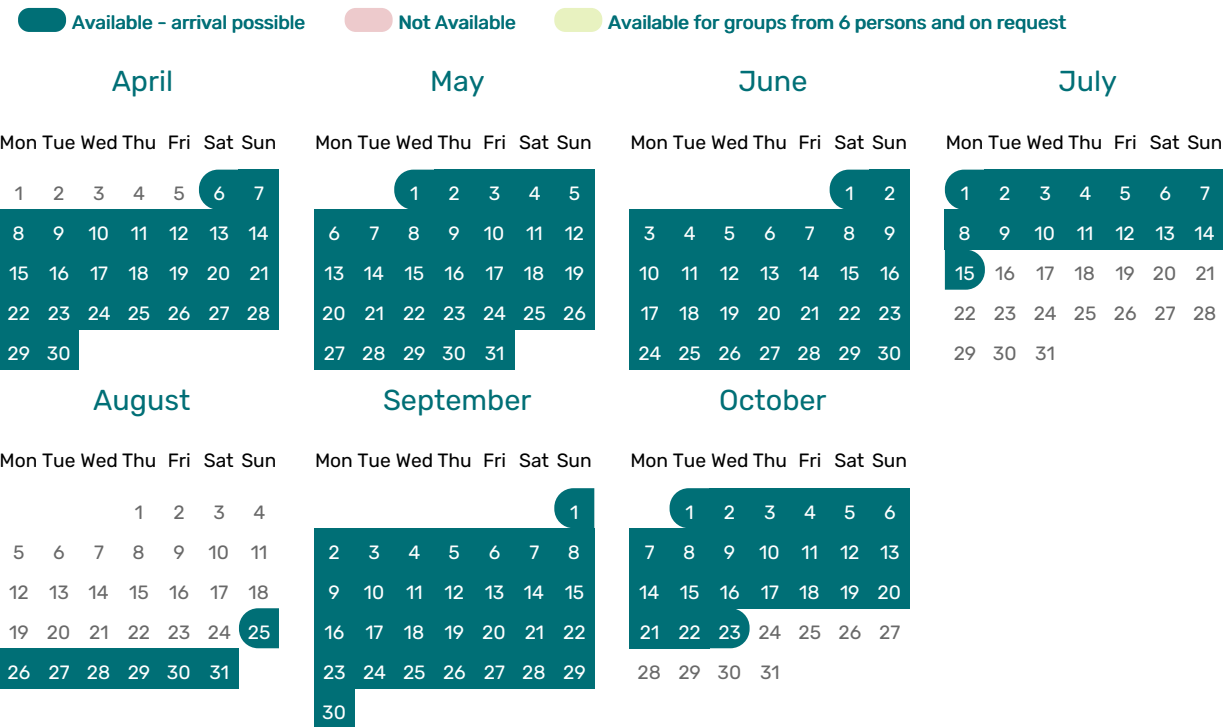 Available - arrival possible Not Available Available for groups from 6 persons and on request
April May June July
Mon Tue Wed Thu Fri Sat Sun Mon Tue Wed Thu Fri Sat Sun Mon Tue Wed Thu Fri Sat Sun Mon Tue Wed Thu Fri Sat Sun
1 2 3 4 5 6 7 1 2 3 4 5 1 2 1 2 3 4 5 6 7
8 9 10 11 12 13 14 6 7 8 9 10 11 12 3 4 5 6 7 8 9 8 9 10 11 12 13 14
15 16 17 18 19 20 21 13 14 15 16 17 18 19 10 11 12 13 14 15 16 15 16 17 18 19 20 21
22 23 24 25 26 27 28 20 21 22 23 24 25 26 17 18 19 20 21 22 23 22 23 24 25 26 27 28
29 30 27 28 29 30 31 24 25 26 27 28 29 30 29 30 31
August September October
Mon Tue Wed Thu Fri Sat Sun Mon Tue Wed Thu Fri Sat Sun Mon Tue Wed Thu Fri Sat Sun
1 2 3 4 1 1 2 3 4 5 6
5 6 7 8 9 10 11 2 3 4 5 6 7 8 7 8 9 10 11 12 13
12 13 14 15 16 17 18 9 10 11 12 13 14 15 14 15 16 17 18 19 20
19 20 21 22 23 24 25 16 17 18 19 20 21 22 21 22 23 24 25 26 27
26 27 28 29 30 31 23 24 25 26 27 28 29 28 29 30 31
30